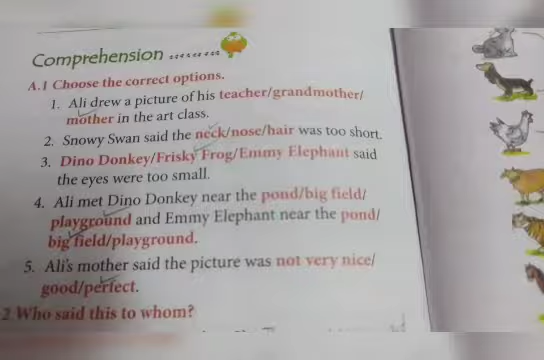 Comprehension ........
A.1 Choose the correct options.
1. Ali drew a picture of his teacher/grandmother/
mother in the art class.
2. Snowy Swan said the neck/nose/hair was too short.
3. Dino Donkey/Frisky Frog/Emmy Elephant said
the eyes were too small.
4. Ali met Dino Donkey near the pond/big field/
playground and Emmy Elephant near the pond/
big field/playground.
5. Ali's mother said the picture was not very nice/
good/perfect.
2 Who said this to whom?